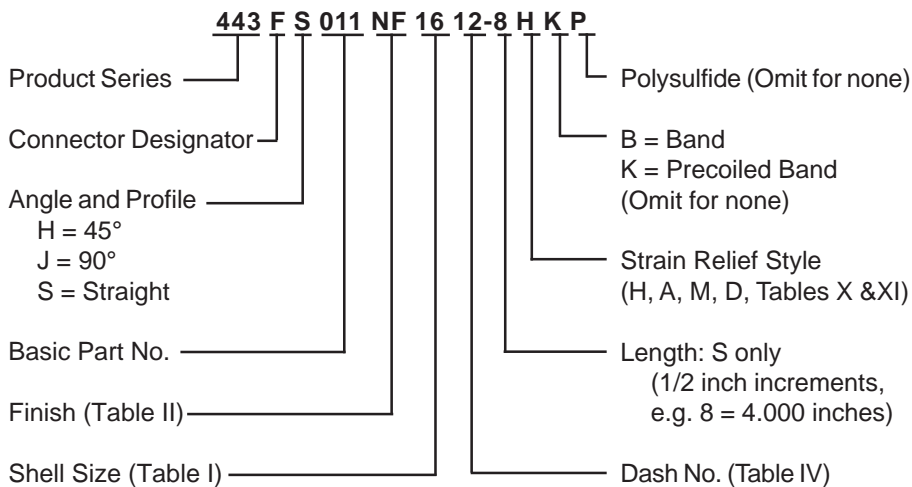 443 F S 011 NF 16 12-8 H K P
Product Series
Connector Designator
Angle and Profile
H = 45°
J = 90°
S = Straight
Basic Part No.
Finish (Table II)
Shell Size (Table I)
Polysulfide (Omit for none)
B = Band
K = Precoiled Band
(Omit for none)
Strain Relief Style
(H, A, M, D, Tables X &XI)
Length: S only
(1/2 inch increments,
e.g. 8 = 4.000 inches)
Dash No. (Table IV)